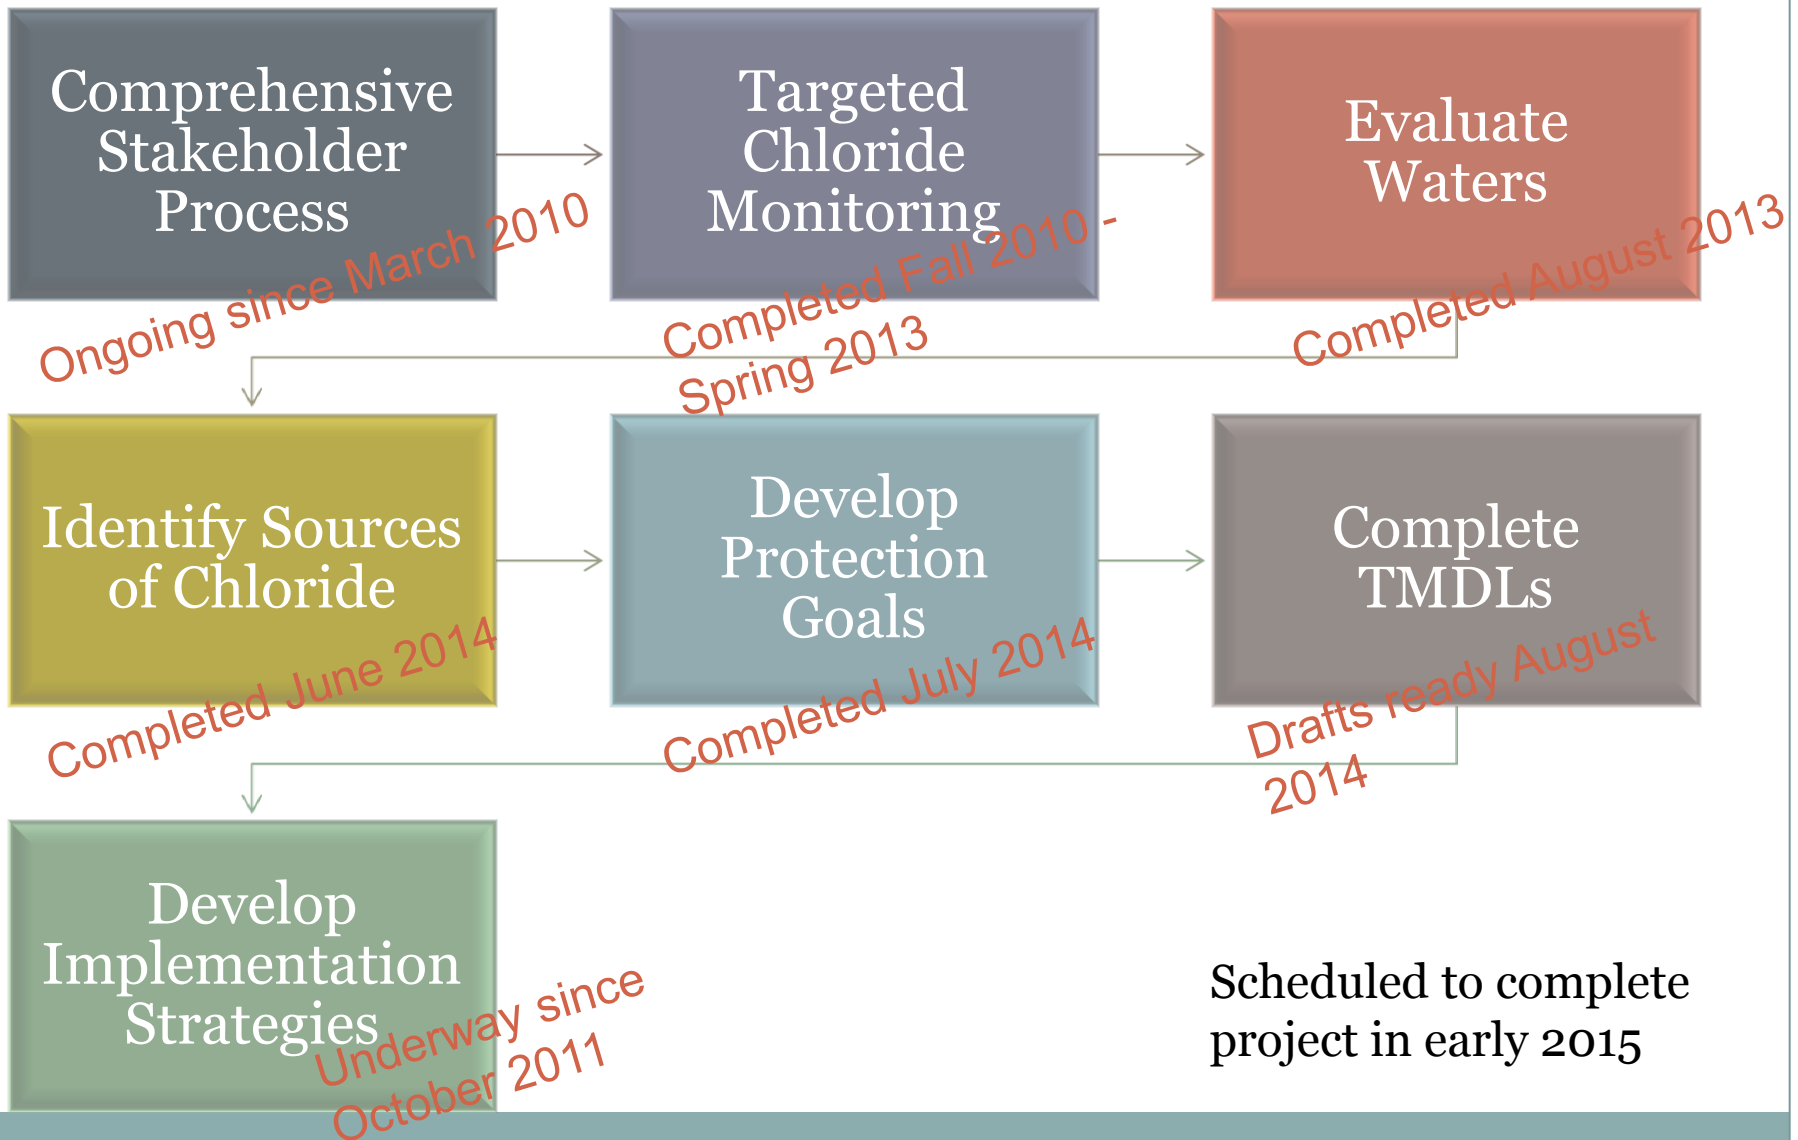 Comprehensive
Stakeholder
Process
Ongoing since March 2010
Targeted
Chloride
Monitoring
Completed Fall 2010 -
Spring 2013
Evaluate
Waters
Completed August 2013
Identify Sources
of Chloride
Completed June 2014
Develop
Protection
Goals
Completed July 2014
Complete
TMDLs
Drafts ready August
2014
Develop
Implementation
Strategies
Underway since
October 2011
Scheduled to complete
project in early 2015